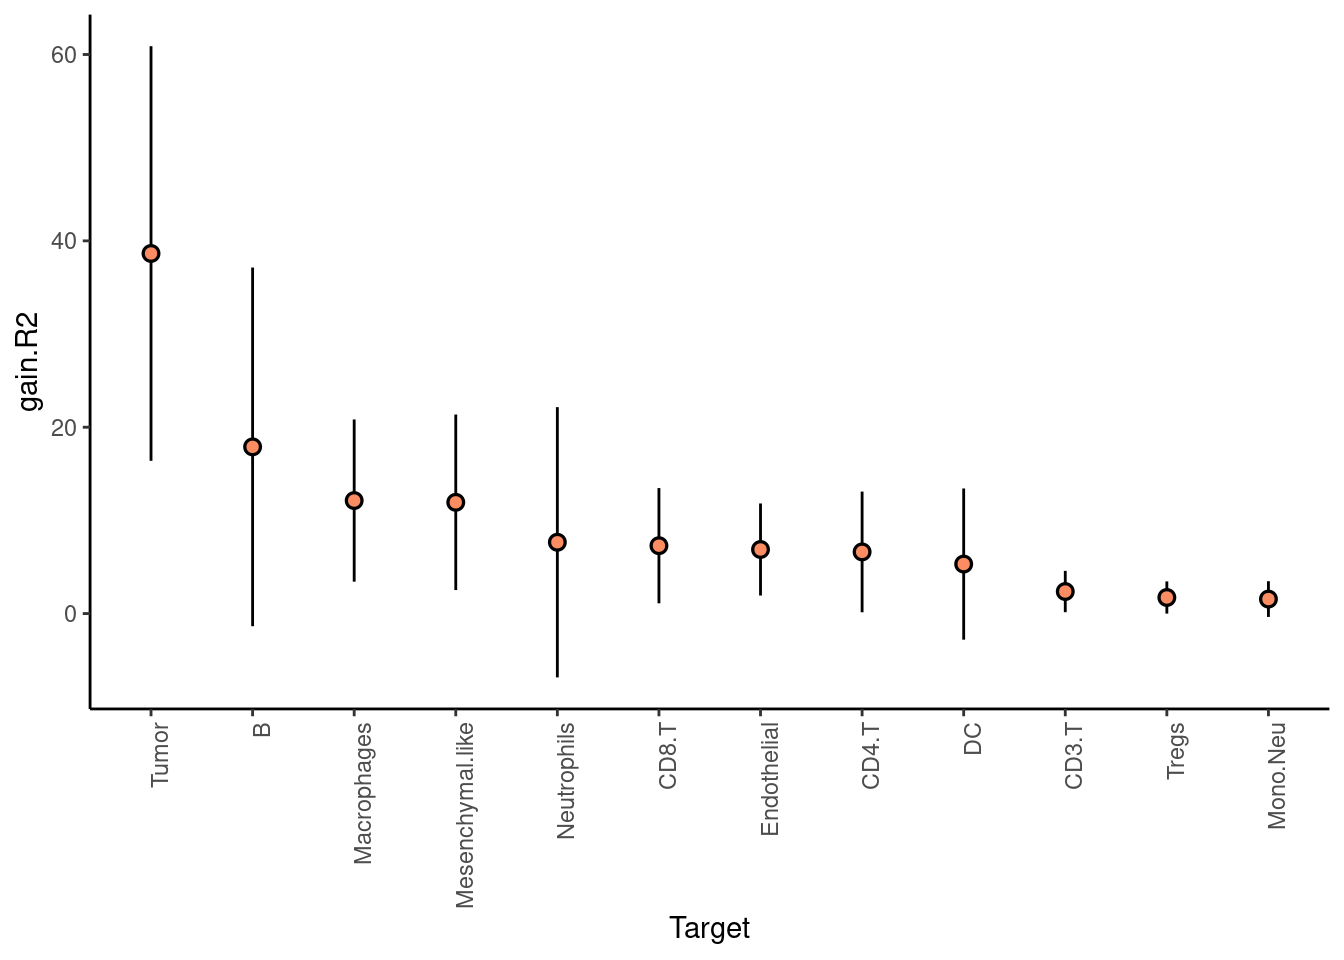 gain.R2
60
40
20
0
Tumor
B
Macrophages
Mesenchymal.like
Neutrophils
CD8.T
Endothelial
CD4.T
DC
CD3.T
Tregs
Mono.Neu
Target